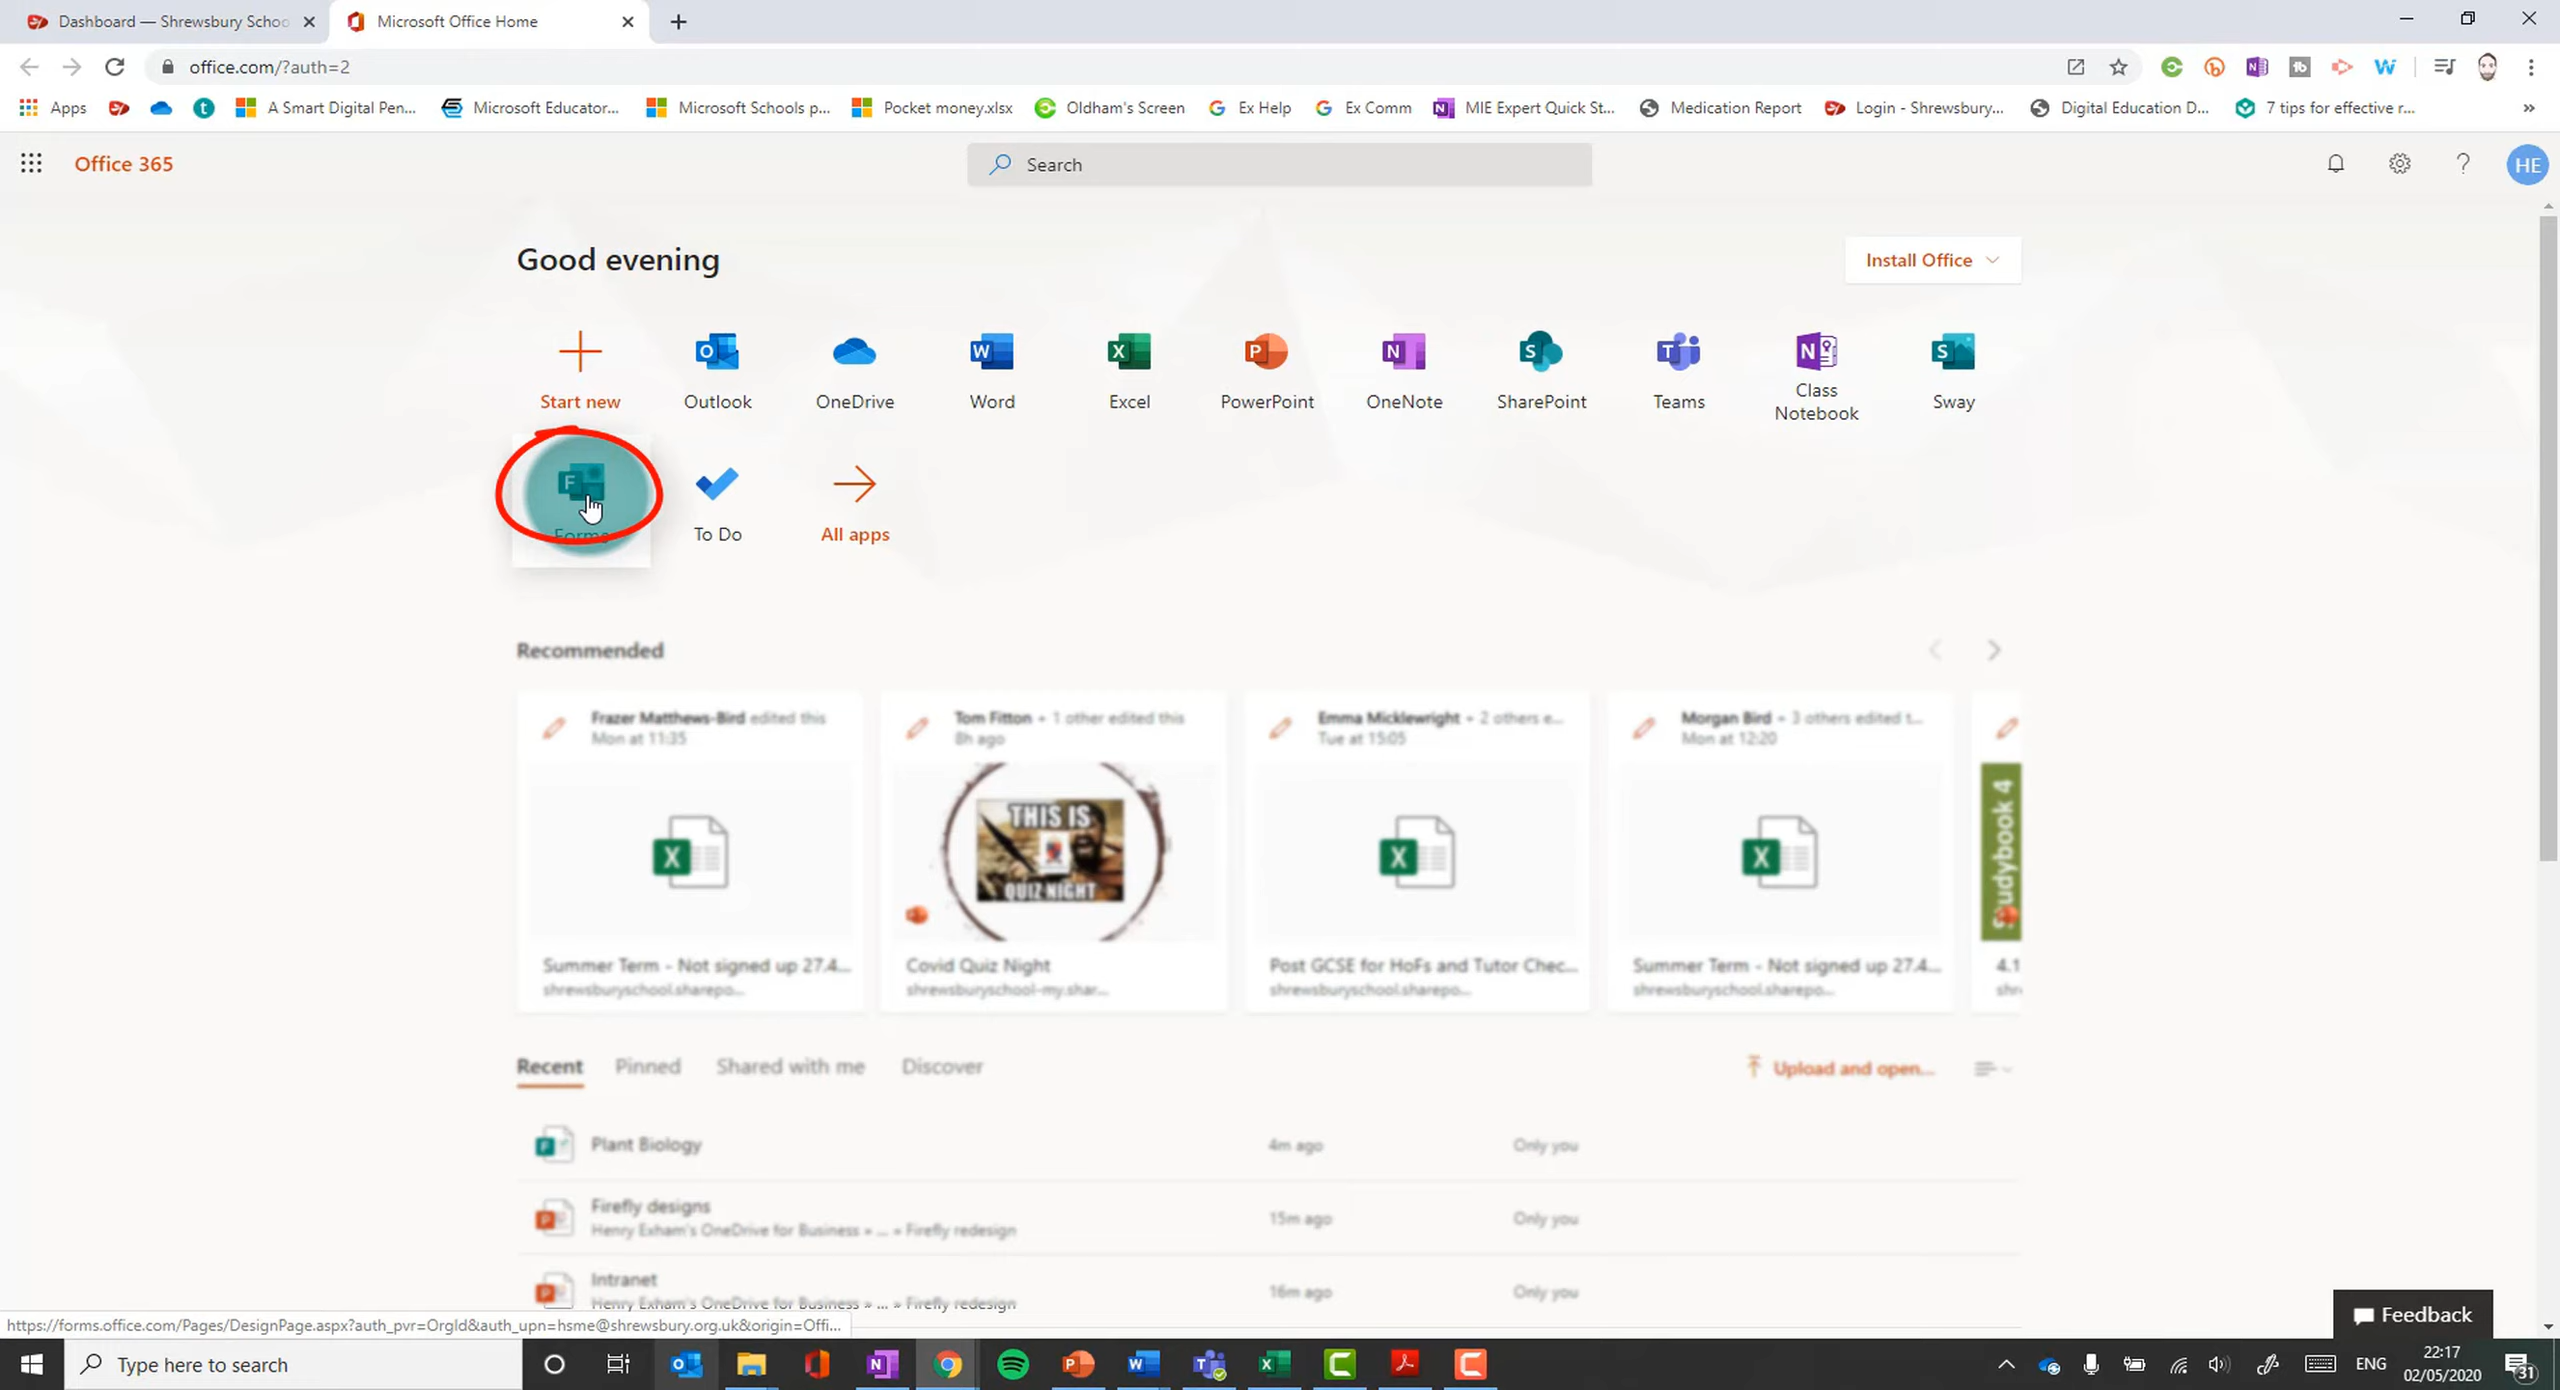 Dashboard — Shrewsbury Schoo
Microsoft Office Home
office.com/?auth=2
Apps
A Smart Digital Pen...
Microsoft Educator...
Microsoft Schools p...
Pocket money.xlsx
Oldham's Screen
Ex Help
Ex Comm
MIE Expert Quick St...
Medication Report
Login - Shrewsbury...
Digital Education D...
7 tips for effective r...
Office 365
Search
HE
Good evening
Install Office
Start new
Outlook
OneDrive
Word
Excel
PowerPoint
OneNote
SharePoint
Teams
Class
Notebook
Sway
Forms
To Do
All apps
Recommended
Frazer Matthews-Bird edited this
Mon at 11:35
Tom Fitton + 1 other edited this
8h ago
Emma Micklewright + 2 others e...
Tue at 15:05
Morgan Bird + 3 others edited t...
Mon at 12:20
THIS IS
QUIZ NIGHT
Studybook 4
Summer Term - Not signed up 27.4...
shrewsburyschool.sharepo...
Covid Quiz Night
shrewsburyschool-my.shar...
Post GCSE for HoFs and Tutor Chec...
shrewsburyschool.sharepo...
Summer Term - Not signed up 27.4...
shrewsburyschool.sharepo...
4.1
shr
Recent
Pinned
Shared with me
Discover
Upload and open...
Plant Biology
4m ago
Only you
Firefly designs
Henry Exham's OneDrive for Business » ... » Firefly redesign
15m ago
Only you
Intranet
Henry Exham's OneDrive for Business » ... » Firefly redesign
16m ago
Only you
https://forms.office.com/Pages/DesignPage.aspx?auth_pvr=OrgId&auth_upn=hsme@shrewsbury.org.uk&origin=Offi...
Feedback
Type here to search
ENG
22:17
02/05/2020
31